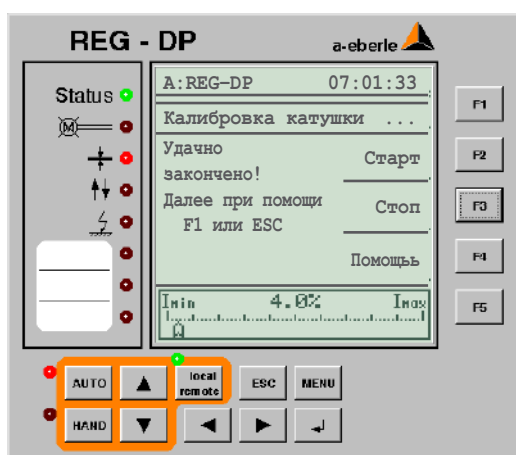 REG - DP
a-eberle
Status
M
A:REG-DP 07:01:33
Калибровка катушки ...
Удачно
закончено!
Старт
Далее при помощи
F1 или ESC
Стоп
Помощьь
Imin 4.0% Imax
F1
F2
F3
F4
F5
AUTO
local
remote
ESC
MENU
HAND